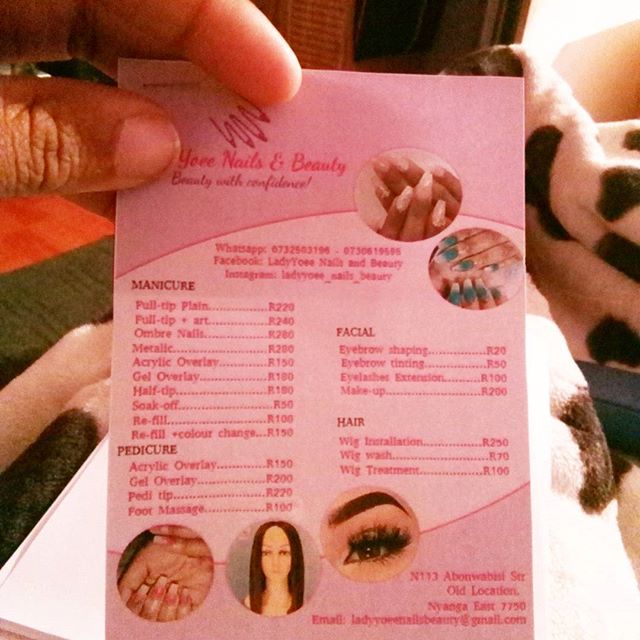 Yoee Nails & Beauty
Beauty with confidence!
Whatsapp: 0732503196 - 0730619595
Facebook: LadyYoee Nails and Beauty
Instagram: ladyyoee_nails_beauty
MANICURE
Full-tip Plain...............R220
Full-tip + art...............R240
Ombre Nails...............R280
Metalic.....................R280
Acrylic Overlay............R150
Gel Overlay................R180
Half-tip.....................R180
Soak-off.....................R50
Re-fill.......................R100
Re-fill +colour change...R150
PEDICURE
Acrylic Overlay............R150
Gel Overlay................R200
Pedi tip.....................R220
Foot Massage..............R100
FACIAL
Eyebrow shaping............R20
Eyebrow tinting.............R50
Eyelashes Extension........R100
Make-up.....................R200
HAIR
Wig Installation.............R250
Wig wash.....................R70
Wig Treatment...............R100
N113 Abonwabisi Str
Old Location,
Nyanga East 7750
Email: ladyyoeenailsbeauty@gmail.com